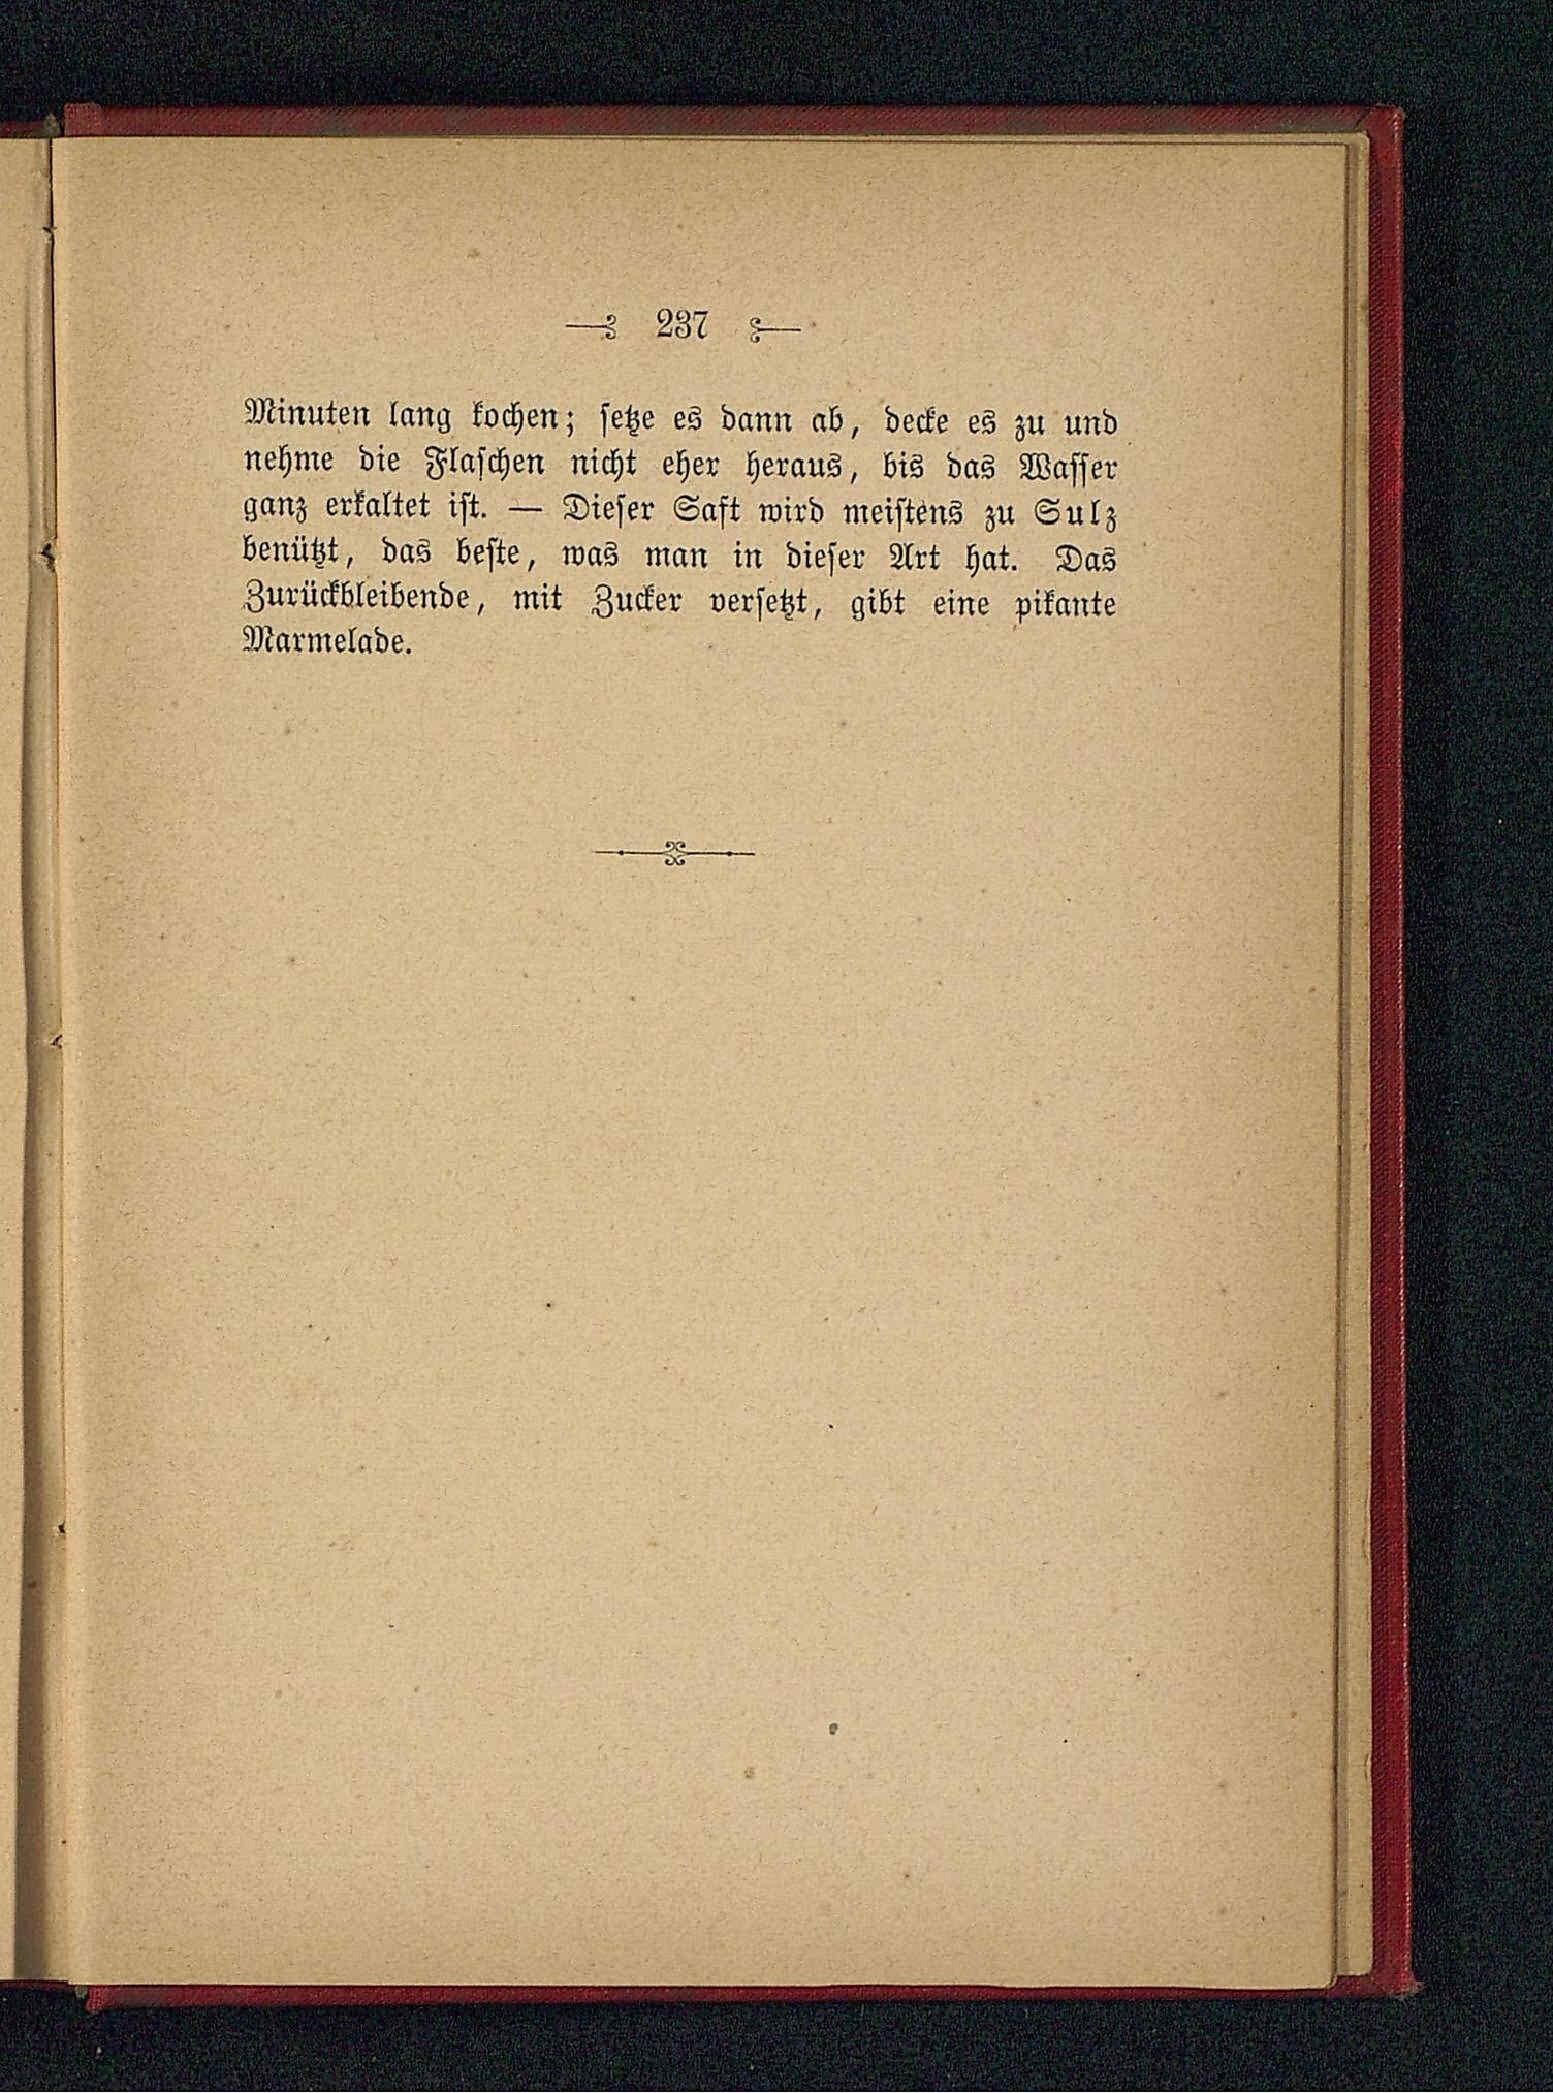 237
Minuten lang kochen; setze es dann ab, decke es zu und
nehme die Flaschen nicht eher heraus, bis das Wasser
ganz erkaltet ist. — Dieser Saft wird meistens zu Sulz
benützt, das beste, was man in dieser Art hat. Das
Zurückbleibende, mit Zucker versetzt, gibt eine pikante
Marmelade.